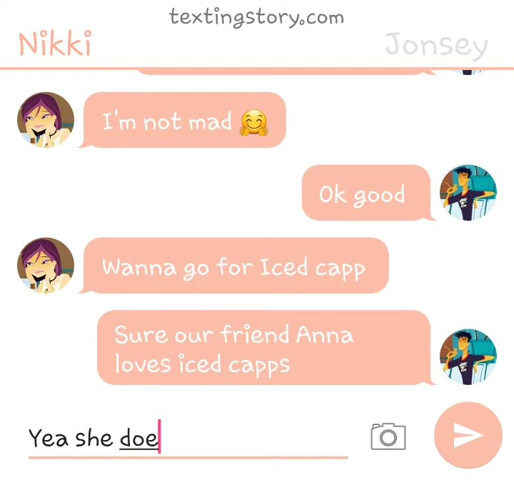 textingstory.com
Nikki
Jonsey
I'm not mad 🤗
Ok good
Wanna go for Iced capp
Sure our friend Anna
loves iced capps
Yea she doe